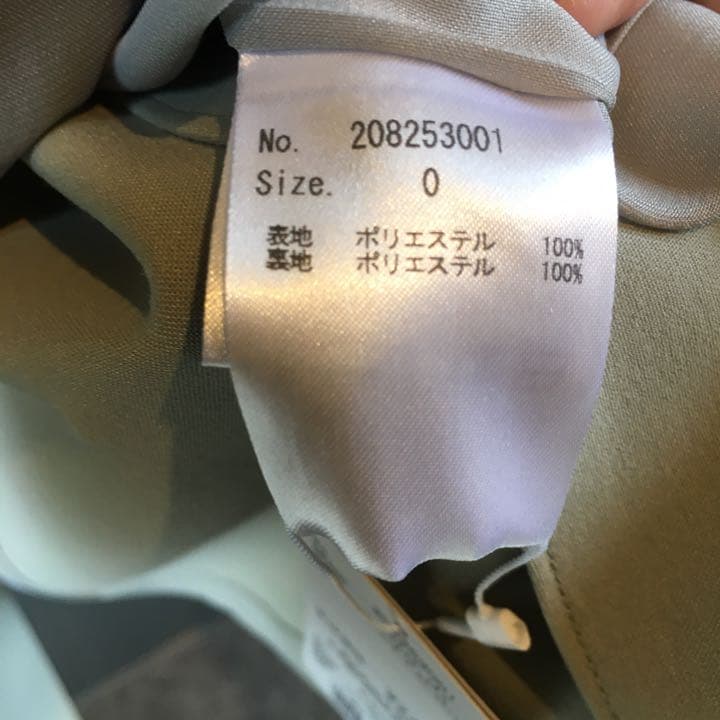 No. 208253001
Size. 0
表地 ポリエステル 100%
裏地 ポリエステル 100%